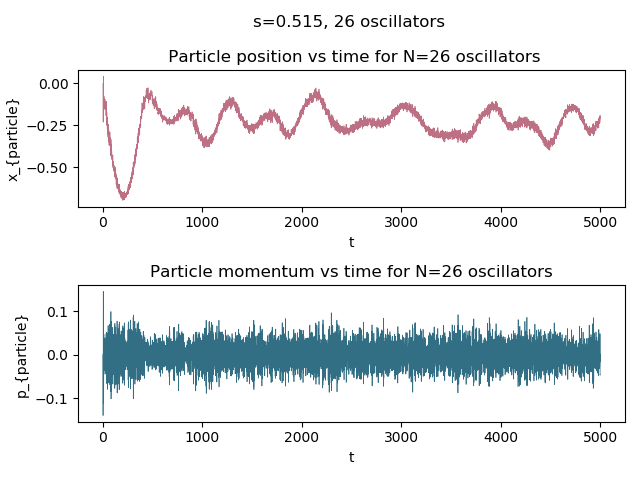 s=0.515, 26 oscillators
Particle position vs time for N=26 oscillators
0.00
−0.25
−0.50
x_{particle}
0 1000 2000 3000 4000 5000
t
Particle momentum vs time for N=26 oscillators
0.1
0.0
−0.1
p_{particle}
0 1000 2000 3000 4000 5000
t